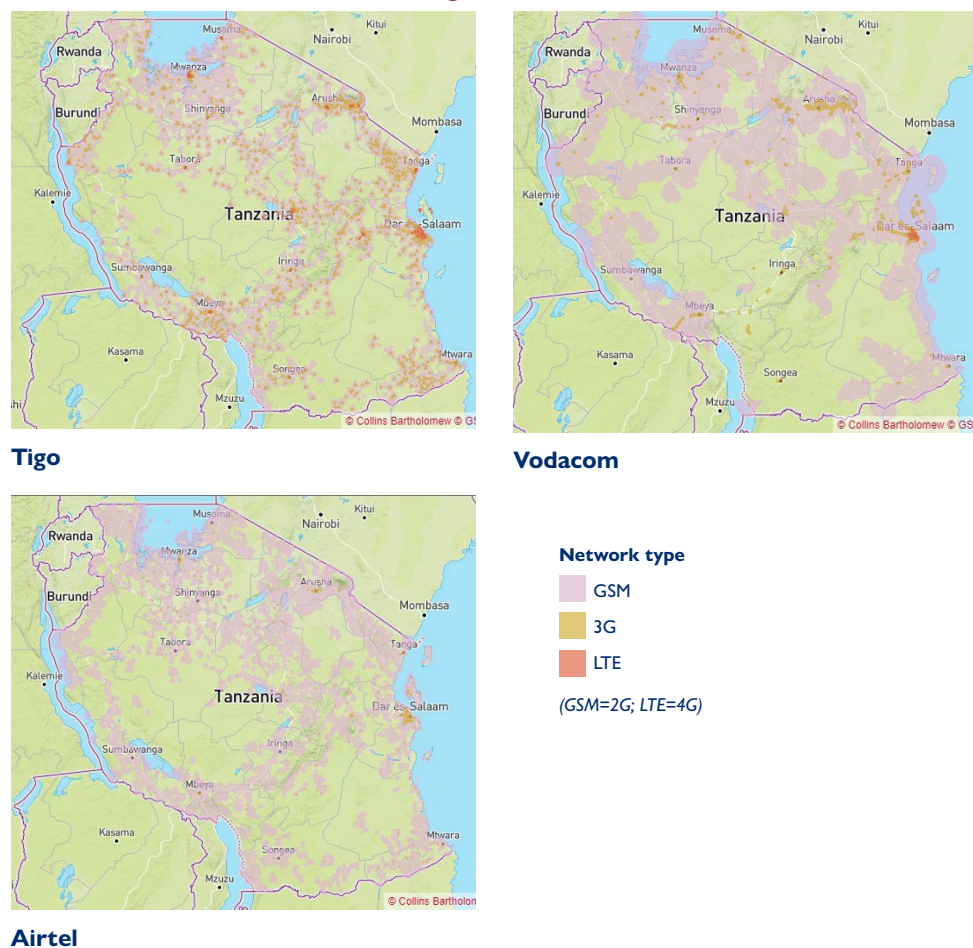 Musoma
Kitui
Nairobi
Rwanda
Mwanza
Burundi
Arusha
Shinyanga
Mombasa
Tabora
Tanga
Kalemie
Tanzania
Dar es-Salaam
Iringa
Sumbawanga
Mbeya
Kasama
Mtwara
Songea
Mzuzu
hi
© Collins Bartholomew © GS
Tigo
Musoma
Kitui
Nairobi
Rwanda
Mwanza
Burundi
Arusha
Shinyanga
Mombasa
Tabora
Tanga
Kalemie
Tanzania
Dar es-Salaam
Iringa
Sumbawanga
Mbeya
Kasama
Mtwara
Songea
Mzuzu
© Collins Bartholomew © GS
Vodacom
Musoma
Kitui
Nairobi
Rwanda
Mwanza
Burundi
Arusha
Shinyanga
Mombasa
Tabora
Tanga
Kalemie
Tanzania
Dar es-Salaam
Iringa
Sumbawanga
Mbeya
Kasama
Mtwara
Songea
Mzuzu
© Collins Barthol
Airtel
Network type
GSM
3G
LTE
(GSM=2G; LTE=4G)